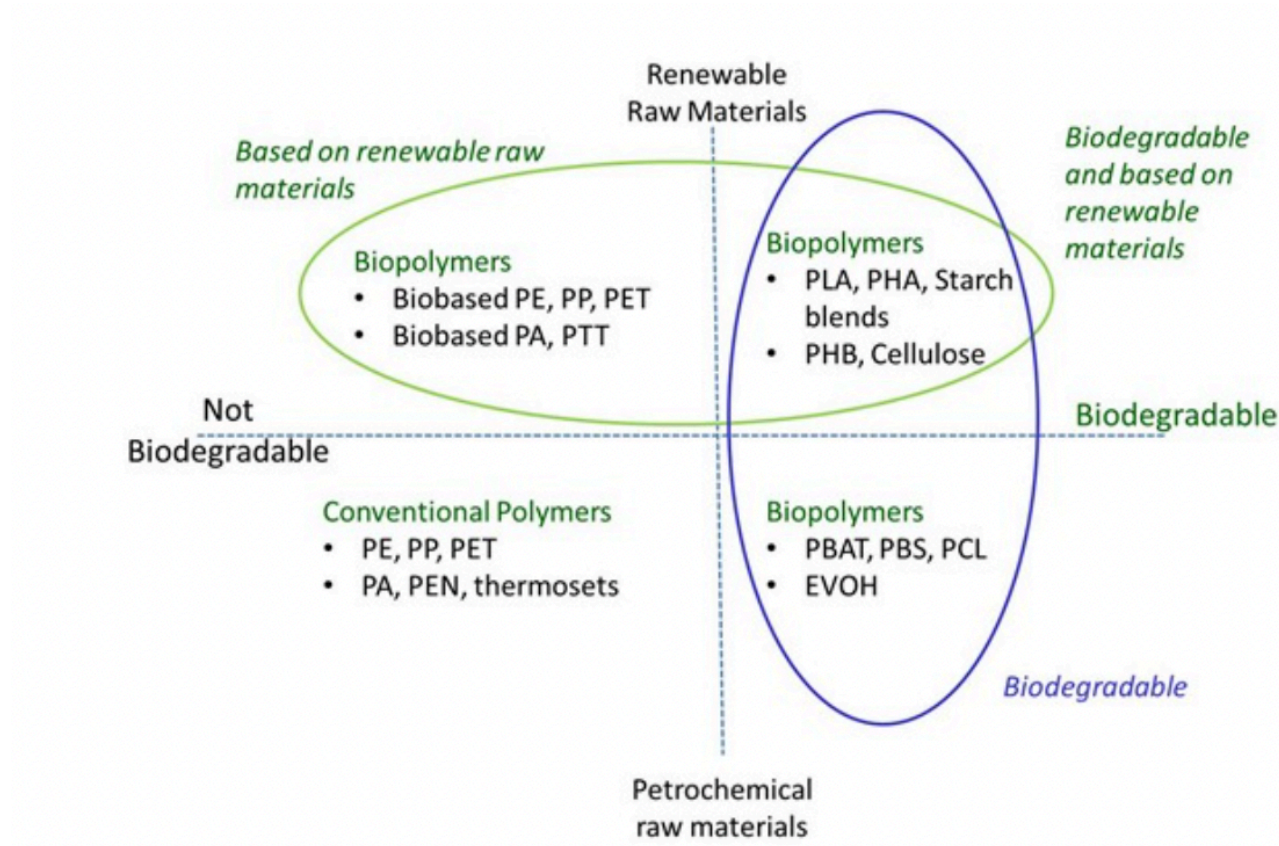 Renewable
Raw Materials
Based on renewable raw
materials
Biodegradable
and based on
renewable
materials
Biopolymers
• Biobased PE, PP, PET
• Biobased PA, PTT
Biopolymers
• PLA, PHA, Starch
blends
• PHB, Cellulose
Not
Biodegradable
Biodegradable
Conventional Polymers
• PE, PP, PET
• PA, PEN, thermosets
Biopolymers
• PBAT, PBS, PCL
• EVOH
Biodegradable
Petrochemical
raw materials